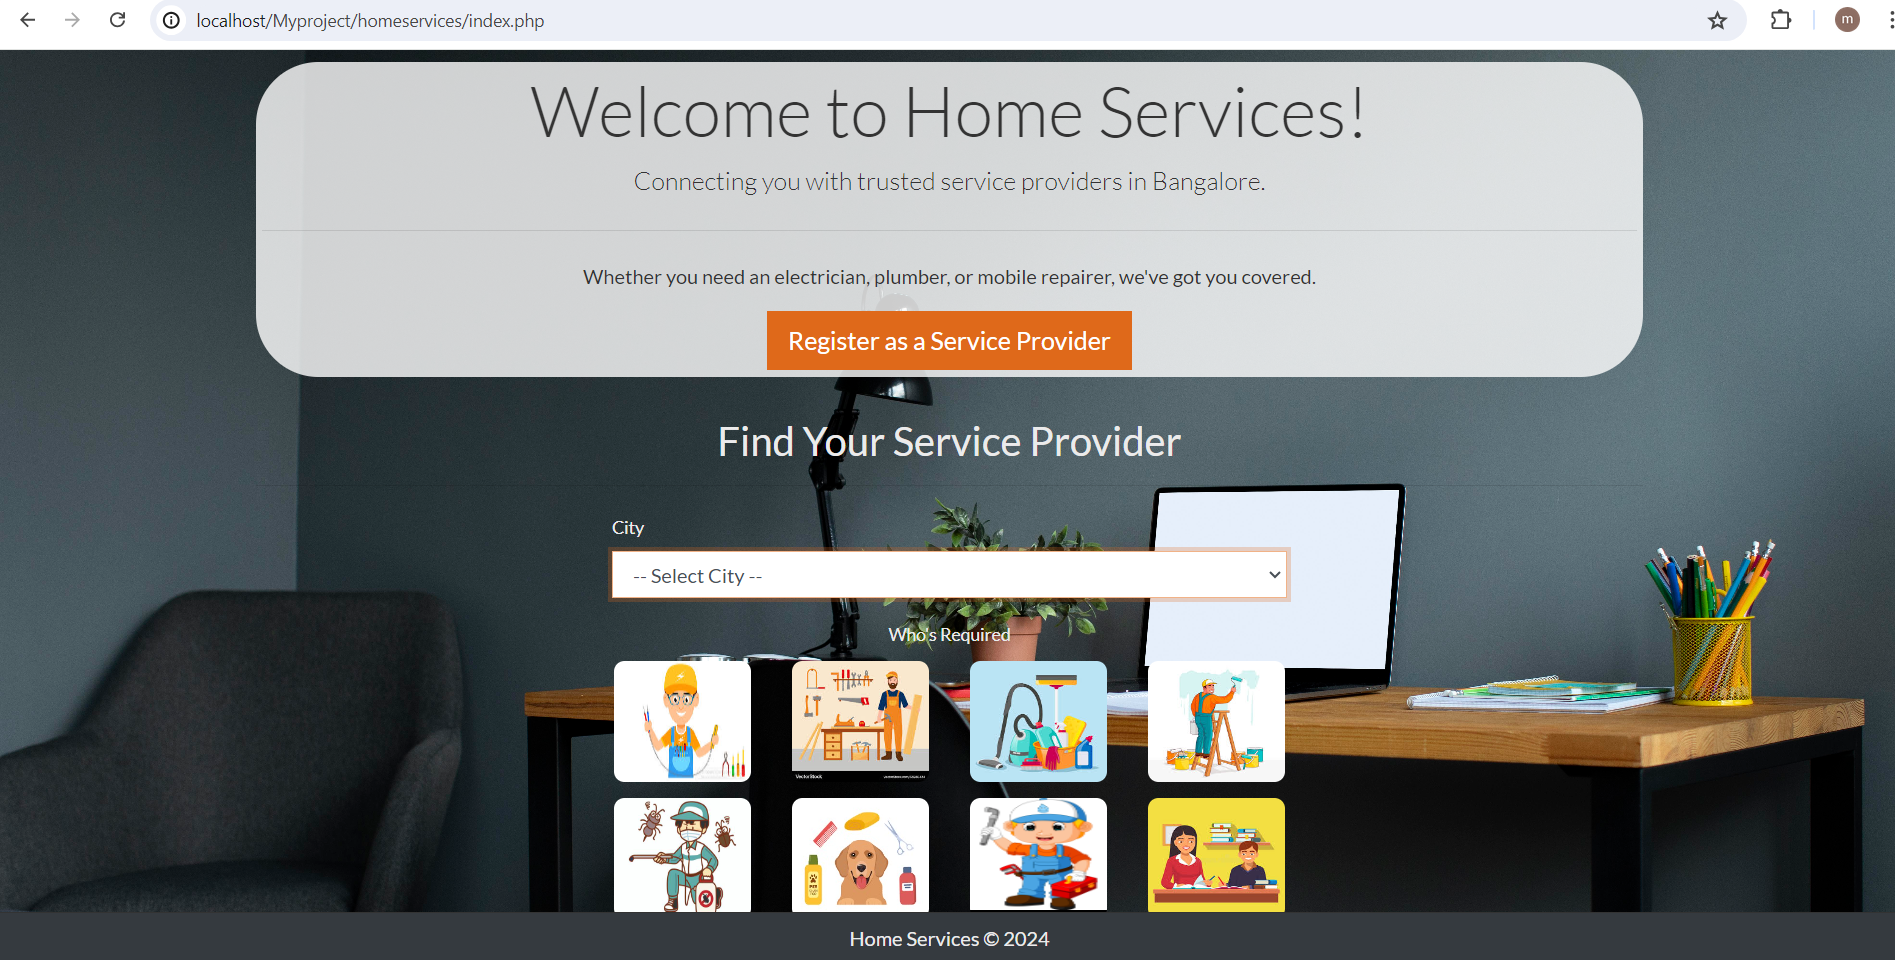 localhost/Myproject/homeservices/index.php
m
Welcome to Home Services!
Connecting you with trusted service providers in Bangalore.
Whether you need an electrician, plumber, or mobile repairer, we've got you covered.
Register as a Service Provider
Find Your Service Provider
City
-- Select City --
Who's Required
VectorStock
Home Services © 2024